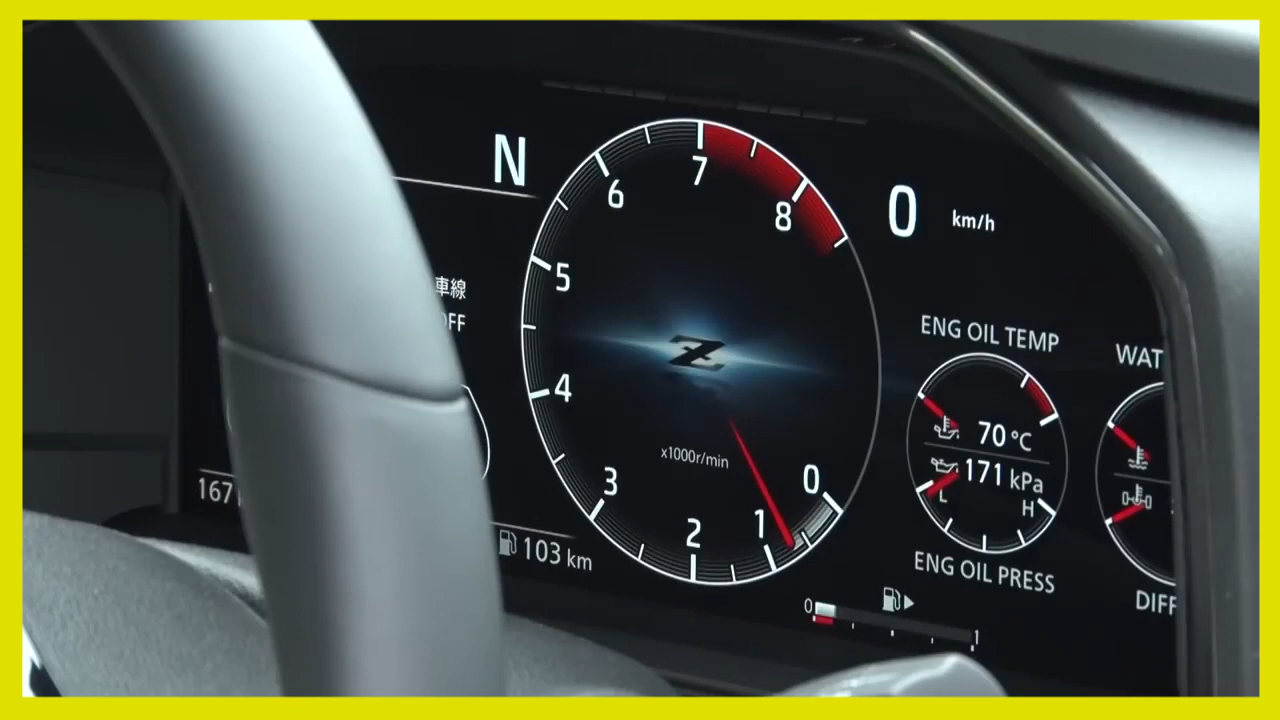 N
0 km/h
7
6
8
5
4
3
2
1
0
Z
x1000r/min
車線
OFF
167
103 km
ENG OIL TEMP
70 °C
171 kPa
L
H
ENG OIL PRESS
WAT
DIFF
0
1